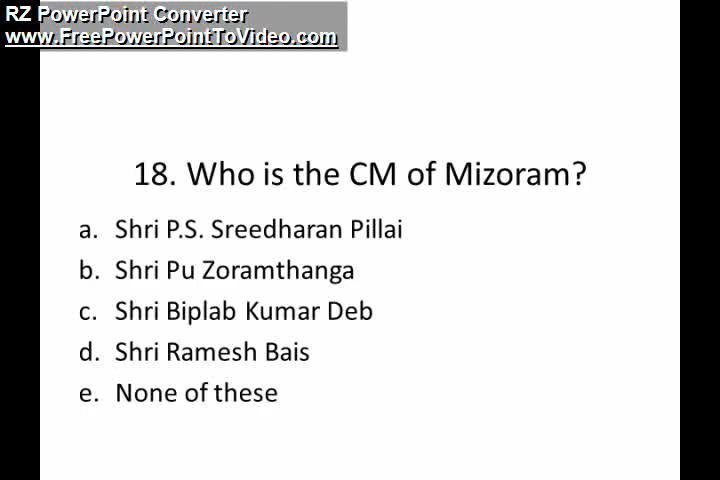 RZ PowerPoint Converter
www.FreePowerPointToVideo.com
18. Who is the CM of Mizoram?
a. Shri P.S. Sreedharan Pillai
b. Shri Pu Zoramthanga
c. Shri Biplab Kumar Deb
d. Shri Ramesh Bais
e. None of these